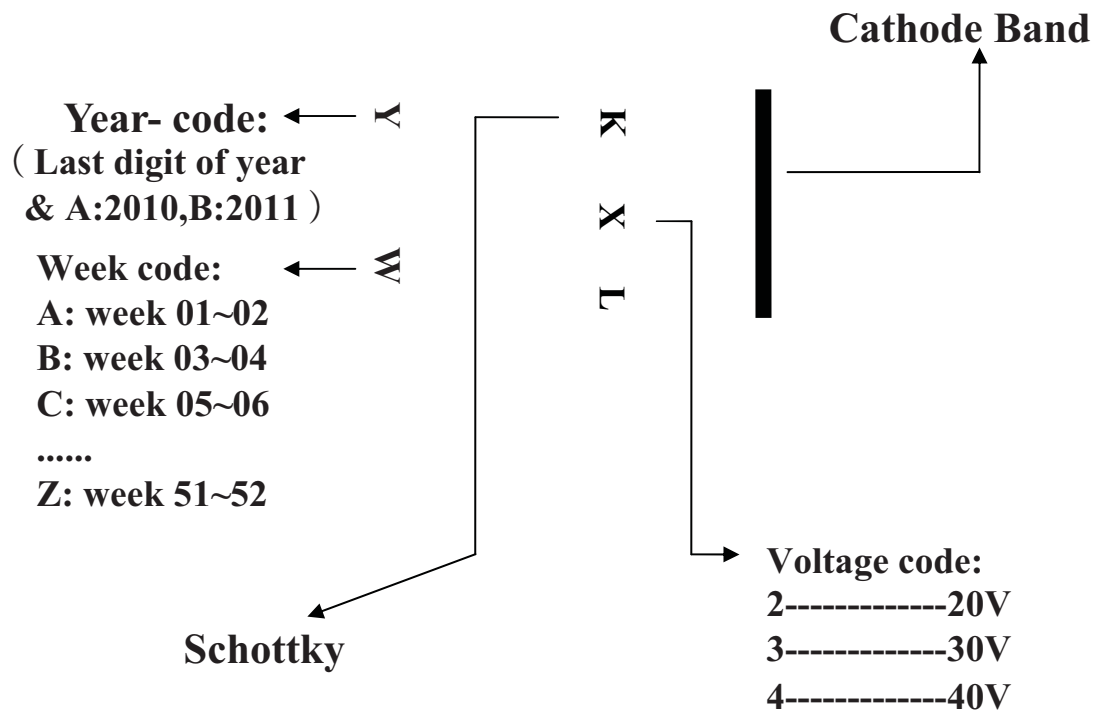 Cathode Band
Year- code:
（ Last digit of year
& A:2010,B:2011 ）
Y
K
Week code:
W
X
A: week 01~02
L
B: week 03~04
C: week 05~06
......
Z: week 51~52
Voltage code:
2-------------20V
3-------------30V
4-------------40V
Schottky